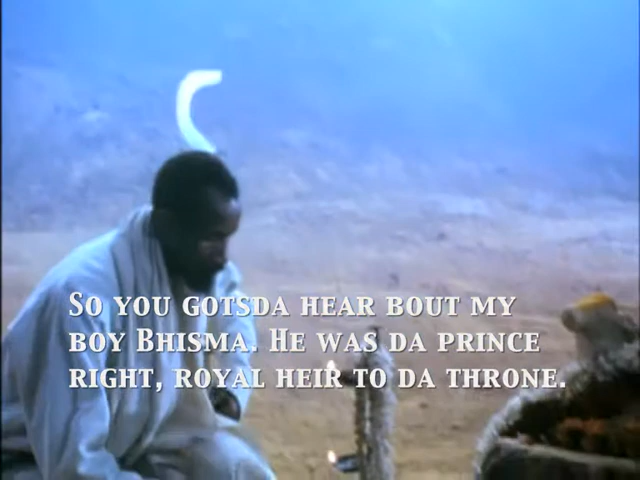 So you gotsda hear bout my
boy Bhisma. He was da prince
right, royal heir to da throne.